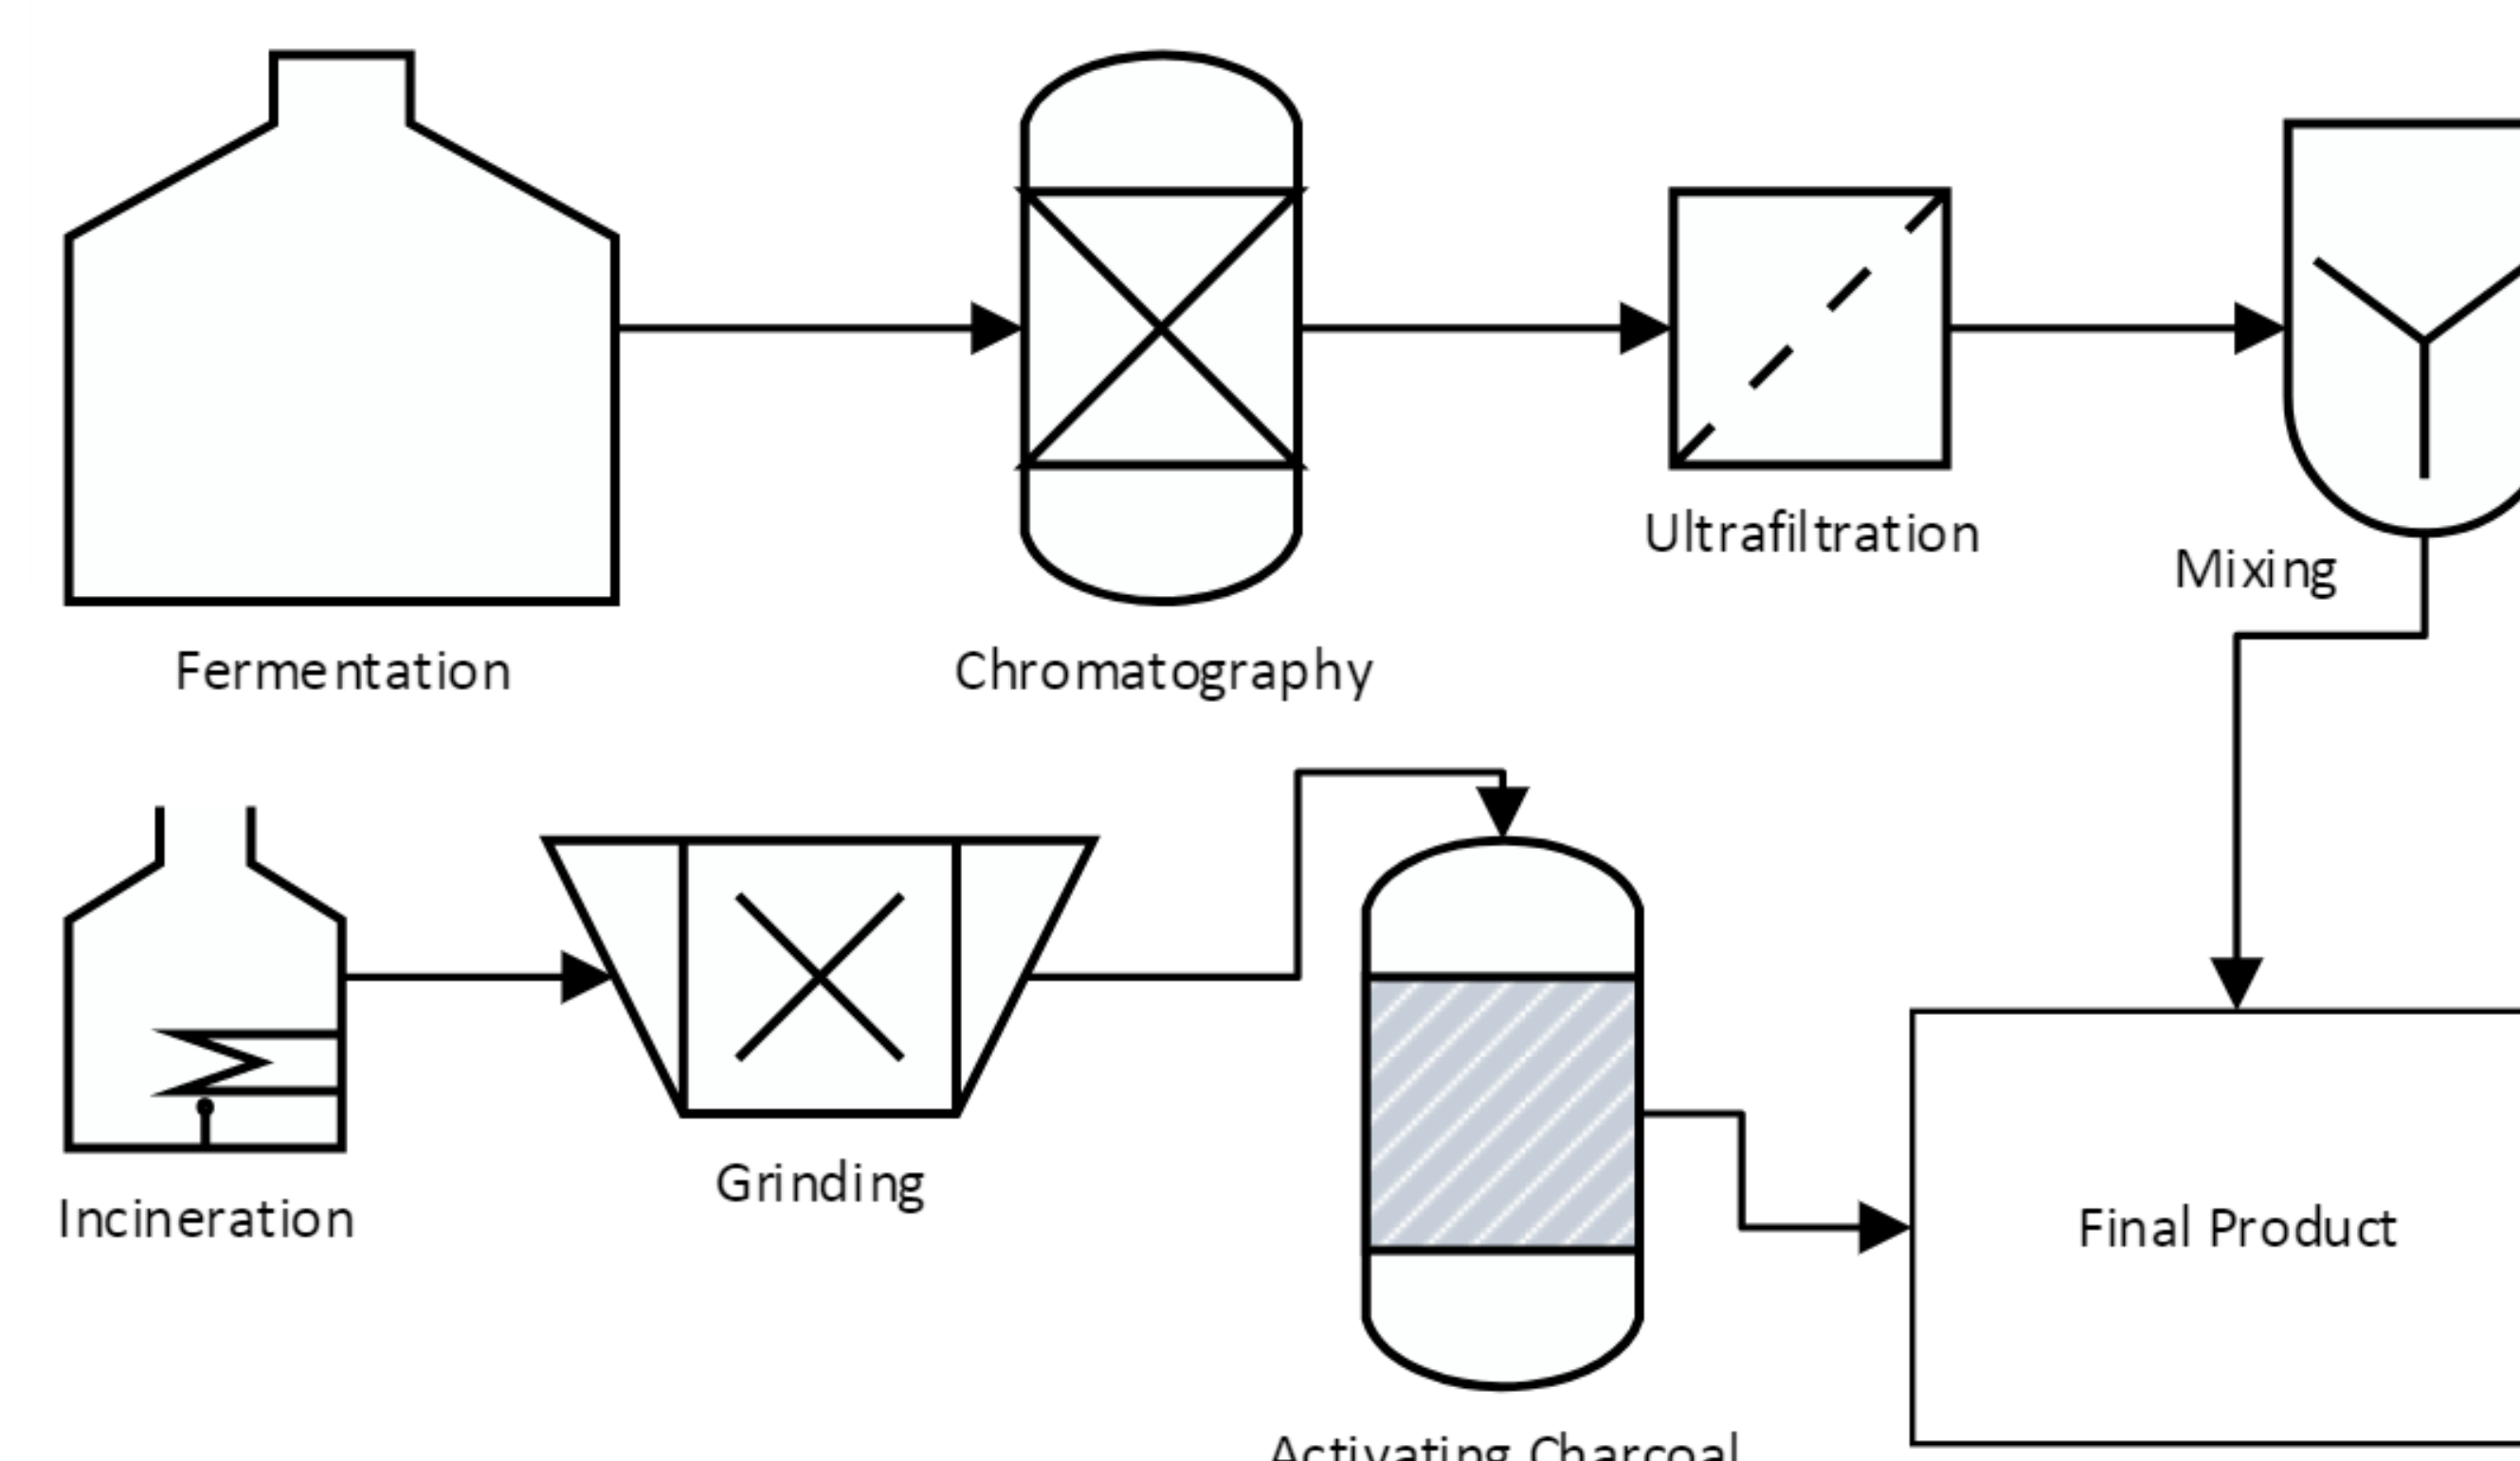 Ultrafiltration
Mixing
Fermentation
Chromatography
Grinding
Incineration
Final Product
Activating Charcoal